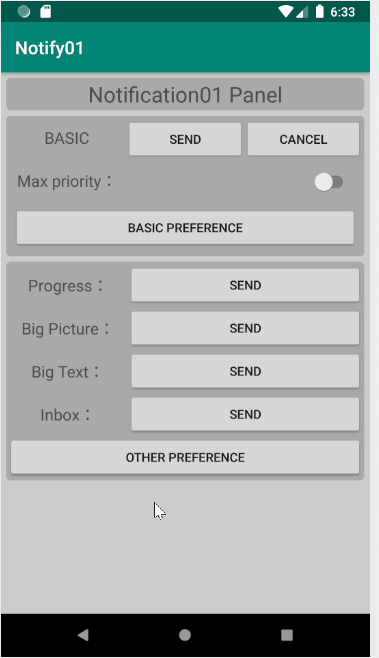 6:33
Notify01
Notification01 Panel
BASIC SEND CANCEL
Max priority：
BASIC PREFERENCE
Progress： SEND
Big Picture： SEND
Big Text： SEND
Inbox： SEND
OTHER PREFERENCE